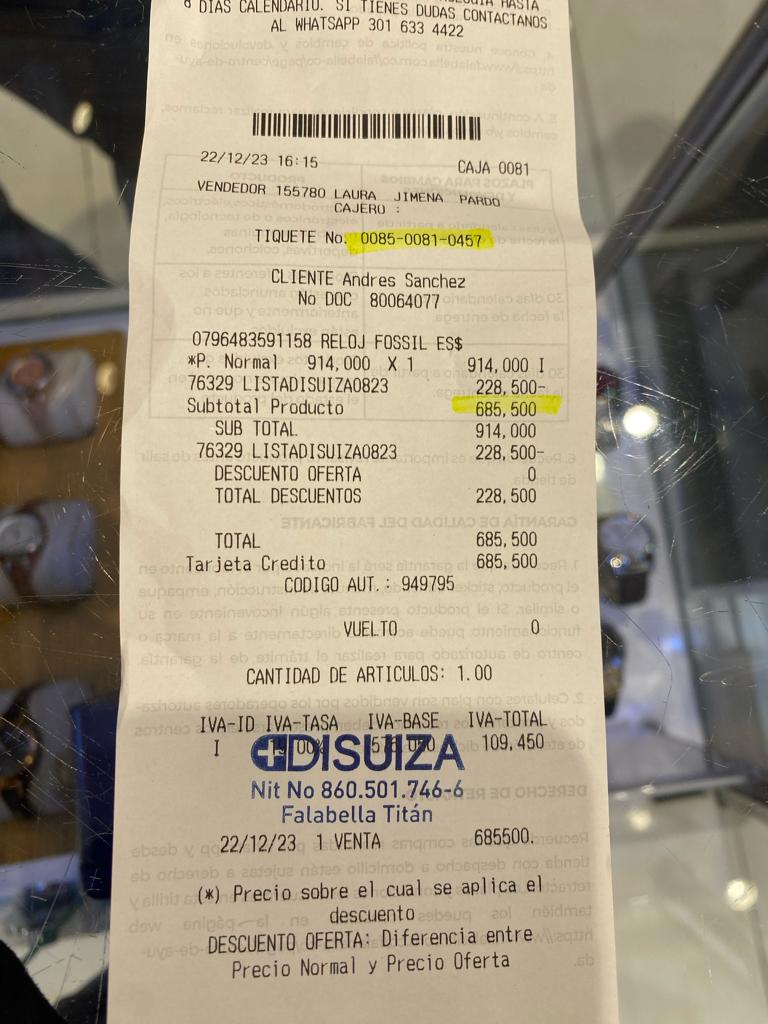 8 DIAS CALENDARIO. SI TIENES DUDAS CONTACTANOS
AL WHATSAPP 301 633 4422
22/12/23 16:15 CAJA 0081
VENDEDOR 155780 LAURA JIMENA PARDO
CAJERO :
TIQUETE No. 0085-0081-0457
CLIENTE Andres Sanchez
No DOC 80064077
0796483591158 RELOJ FOSSIL ES$
*P. Normal 914,000 X 1 914,000 I
76329 LISTADISUIZA0823 228,500-
Subtotal Producto 685,500
SUB TOTAL 914,000
76329 LISTADISUIZA0823 228,500-
DESCUENTO OFERTA 0
TOTAL DESCUENTOS 228,500
TOTAL 685,500
Tarjeta Credito 685,500
CODIGO AUT.: 949795
VUELTO 0
CANTIDAD DE ARTICULOS: 1.00
IVA-ID IVA-TASA IVA-BASE IVA-TOTAL
I 19,00% 576,050 109,450
DISUIZA
Nit No 860.501.746-6
Falabella Titán
22/12/23 1 VENTA 685500.
(*) Precio sobre el cual se aplica el
descuento
DESCUENTO OFERTA: Diferencia entre
Precio Normal y Precio Oferta